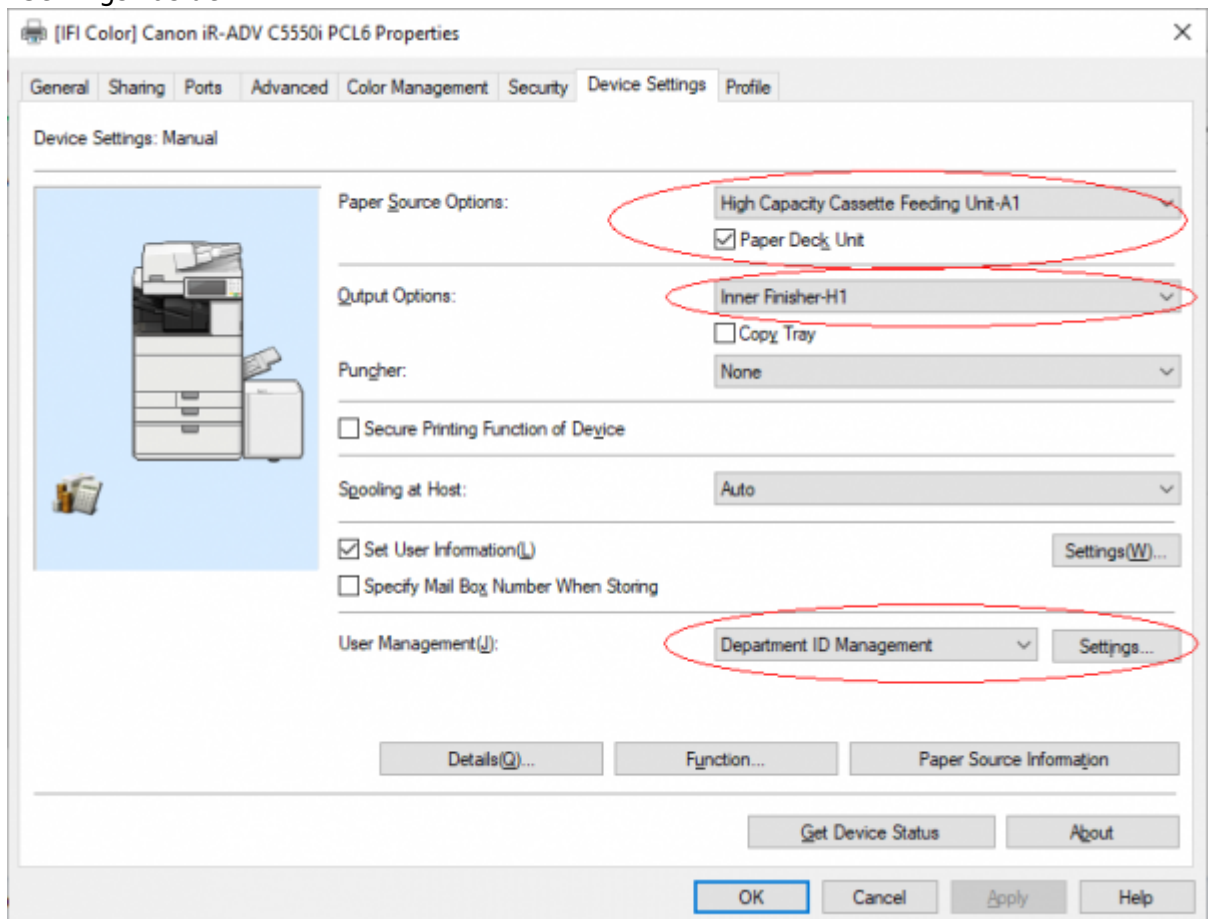 [IFI Color] Canon iR-ADV C5550i PCL6 Properties
General Sharing Ports Advanced Color Management Security Device Settings Profile
Device Settings: Manual
Paper Source Options: High Capacity Cassette Feeding Unit-A1
Paper Deck Unit
Output Options: Inner Finisher-H1
Copy Tray
Puncher: None
Secure Printing Function of Device
Spooling at Host: Auto
Set User Information(L) Settings(W)...
Specify Mail Box Number When Storing
User Management(J): Department ID Management Settings...
Details(Q)... Function... Paper Source Information
Get Device Status About
OK Cancel Apply Help